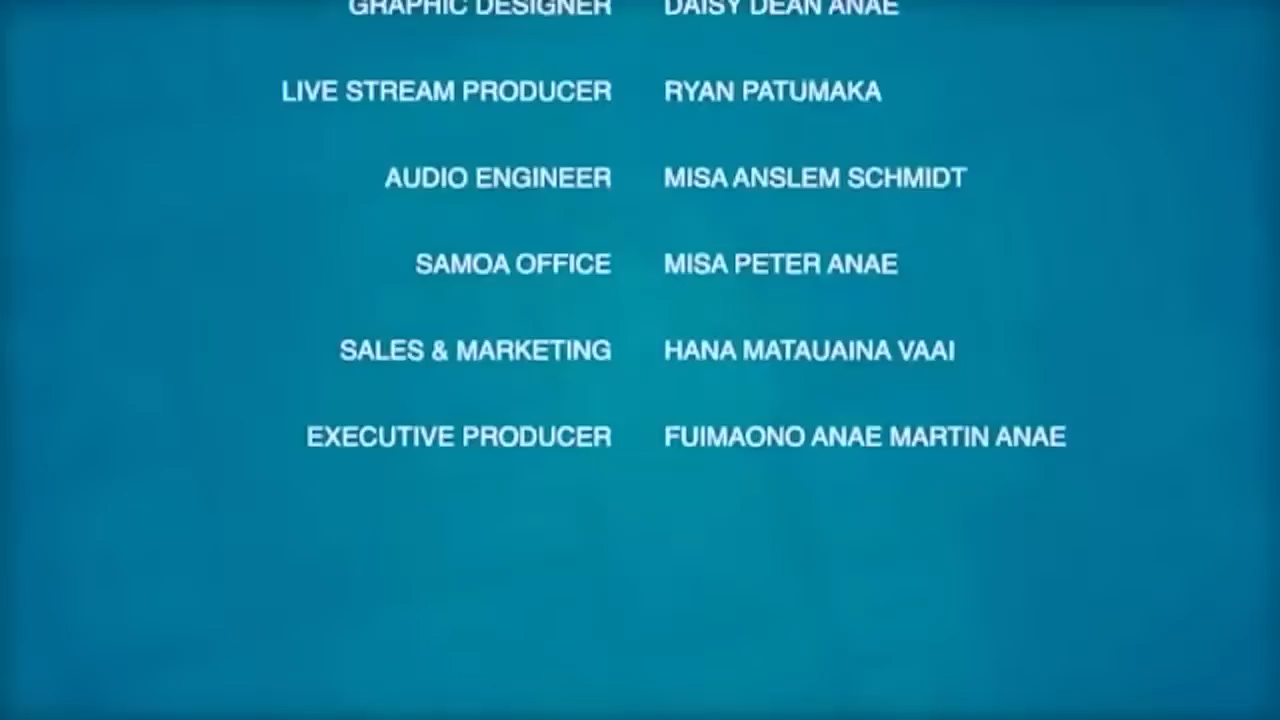 GRAPHIC DESIGNER DAISY DEAN ANAE
LIVE STREAM PRODUCER RYAN PATUMAKA
AUDIO ENGINEER MISA ANSLEM SCHMIDT
SAMOA OFFICE MISA PETER ANAE
SALES & MARKETING HANA MATAUAINA VAAI
EXECUTIVE PRODUCER FUIMAONO ANAE MARTIN ANAE